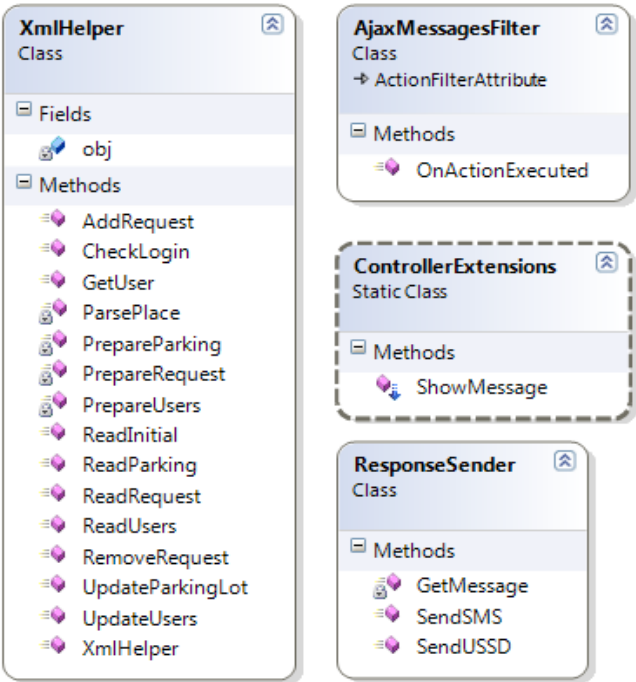 XmlHelper
Class
Fields
obj
Methods
AddRequest
CheckLogin
GetUser
ParsePlace
PrepareParking
PrepareRequest
PrepareUsers
ReadInitial
ReadParking
ReadRequest
ReadUsers
RemoveRequest
UpdateParkingLot
UpdateUsers
XmlHelper
AjaxMessagesFilter
Class
ActionFilterAttribute
Methods
OnActionExecuted
ControllerExtensions
Static Class
Methods
ShowMessage
ResponseSender
Class
Methods
GetMessage
SendSMS
SendUSSD